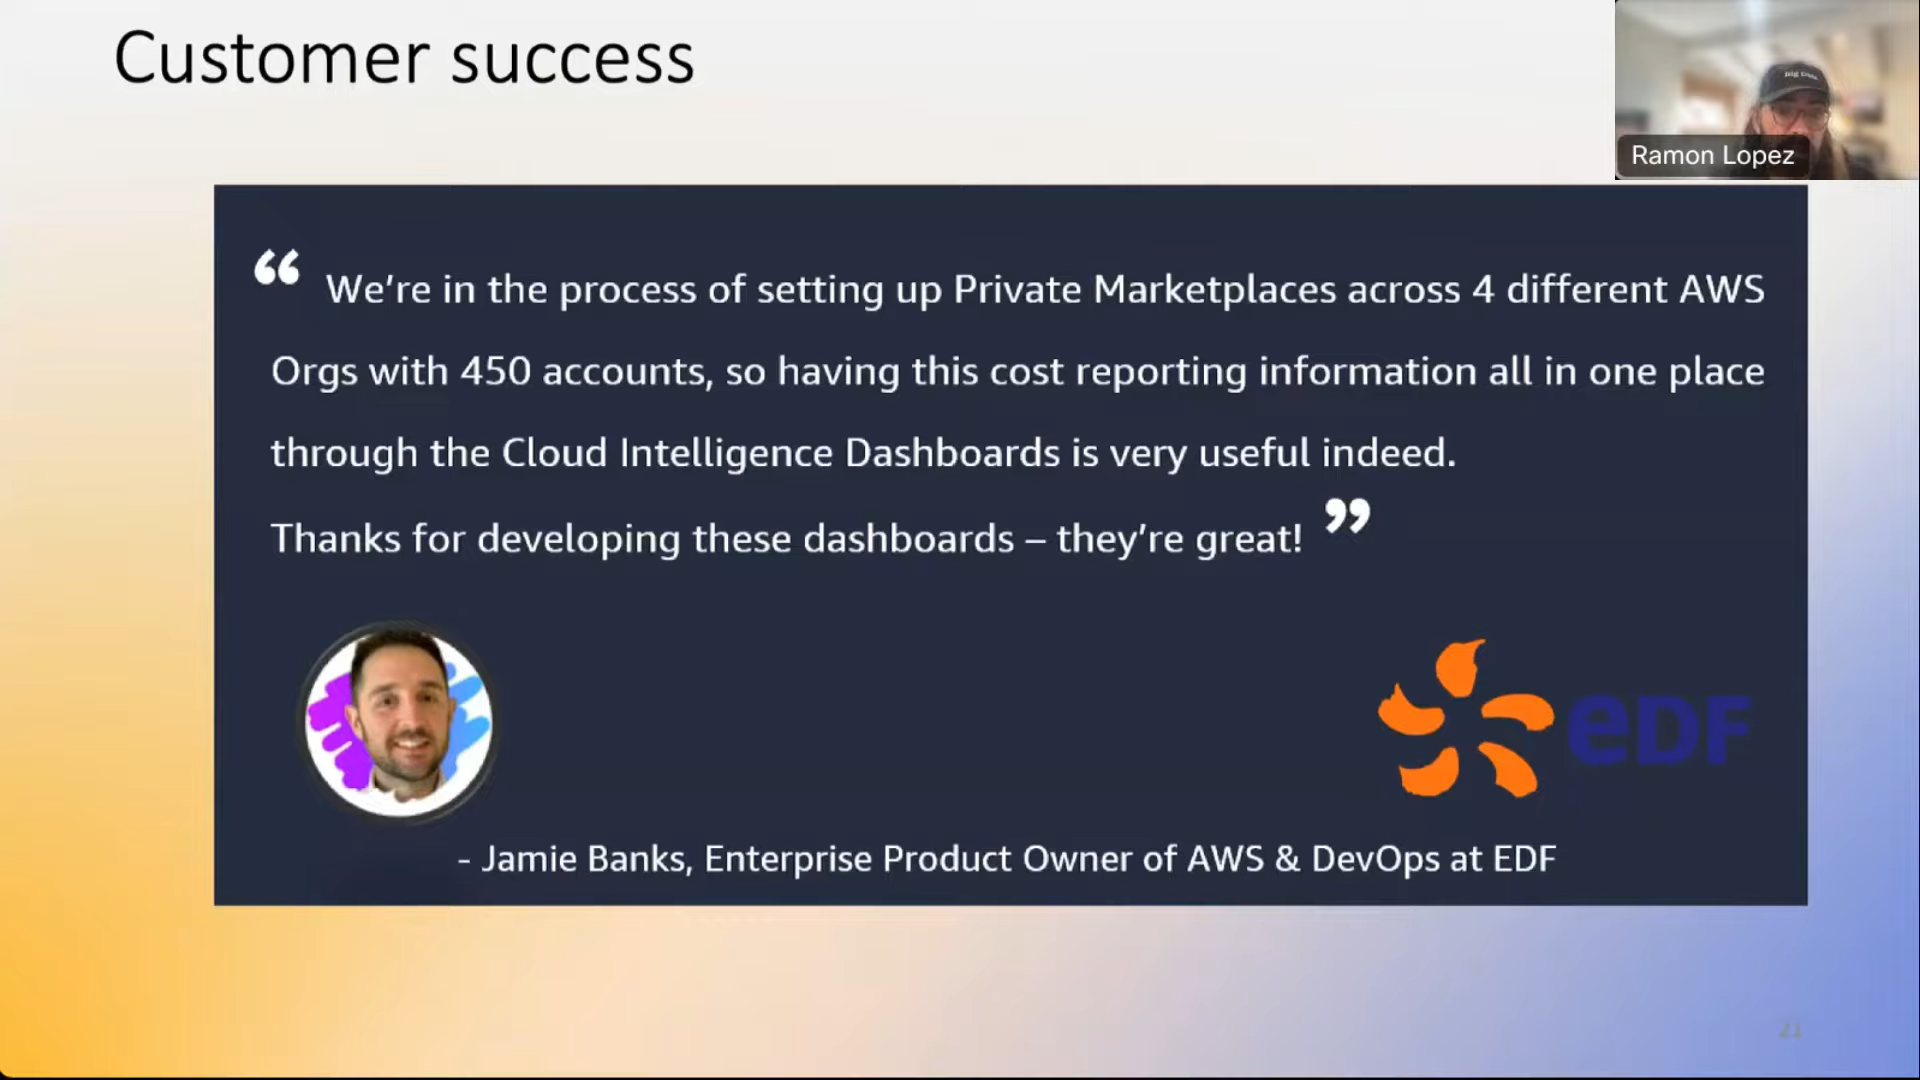 Customer success
Big Data
Ramon Lopez
“ We’re in the process of setting up Private Marketplaces across 4 different AWS
Orgs with 450 accounts, so having this cost reporting information all in one place
through the Cloud Intelligence Dashboards is very useful indeed.
Thanks for developing these dashboards – they’re great! ”
eDF
- Jamie Banks, Enterprise Product Owner of AWS & DevOps at EDF
21